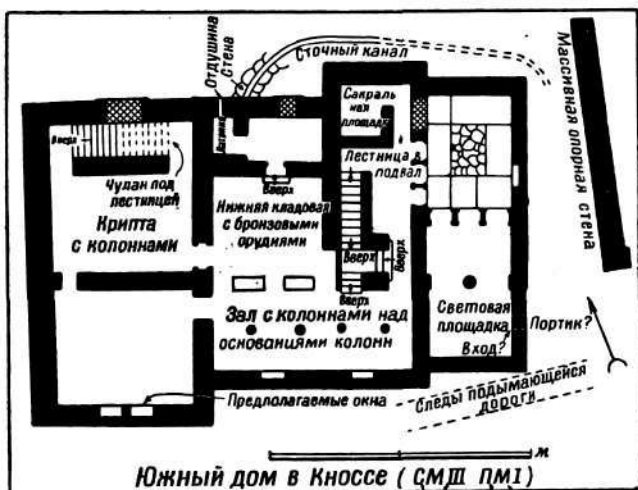 Отдушина
Стена
Сточный канал
Массивная опорная стена
Сакраль
ная
площадка
Вверх
Лестница в
подвал
Чулан под
лестницей
Вверх
Крипта
с колоннами
Нижняя кладовая
с бронзовыми
орудиями
Вверх
Вверх
Вверх
Зал с колоннами над
основаниями колонн
Световая
площадка
Портик?
Вход?
Предполагаемые окна
Следы подымающейся
дороги
м
Южный дом в Кноссе (СМIII ПМI)